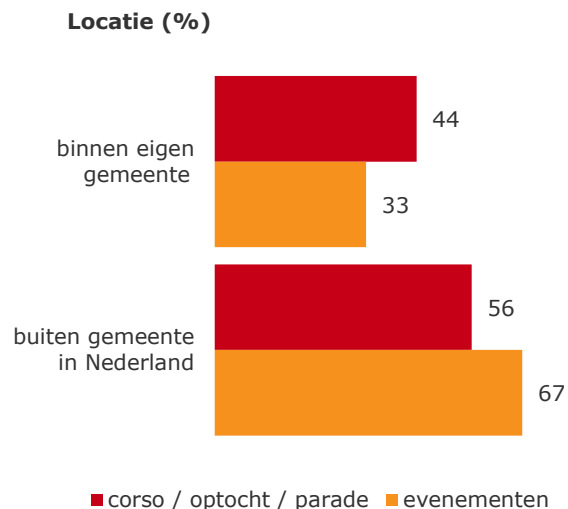 Locatie (%)
44
binnen eigen
gemeente
33
56
buiten gemeente
in Nederland
67
corso / optocht / parade evenementen